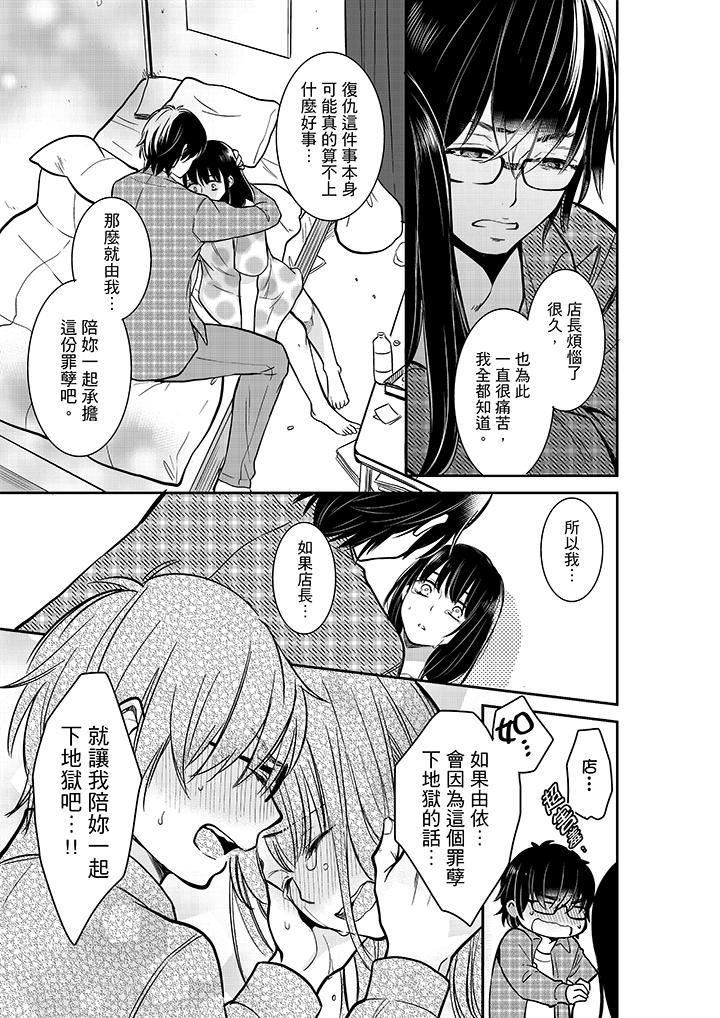 店長煩惱了
很久，
也為此
一直很痛苦，
我全都知道。
復仇這件事本身
可能真的算不上
什麼好事…
那麼就由我…
陪妳一起承擔
這份罪孽吧。
所以我…
如果店長…
店…
超害羞。
如…
如果由依…
會因為這個罪孽
下地獄的話…
就讓我陪妳一起
下地獄吧…!!